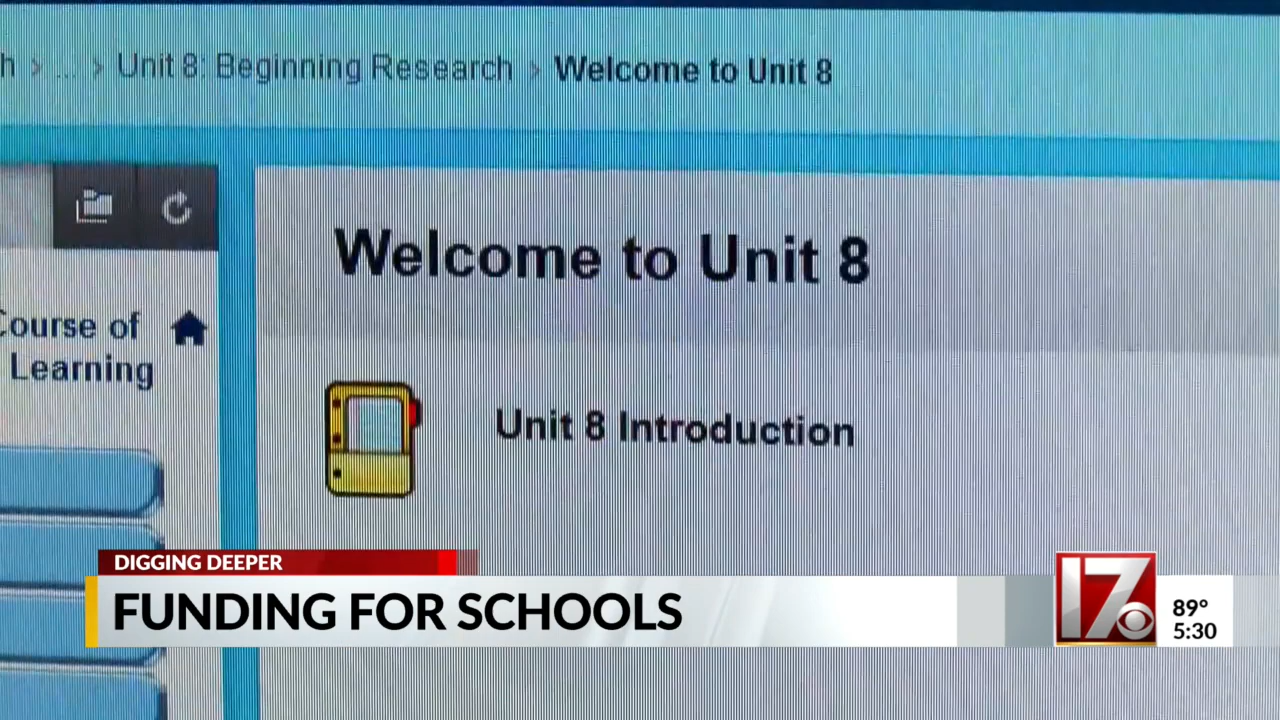 h > ... > Unit 8: Beginning Research > Welcome to Unit 8
Welcome to Unit 8
Course of
Learning
Unit 8 Introduction
DIGGING DEEPER
FUNDING FOR SCHOOLS
17
89°
5:30